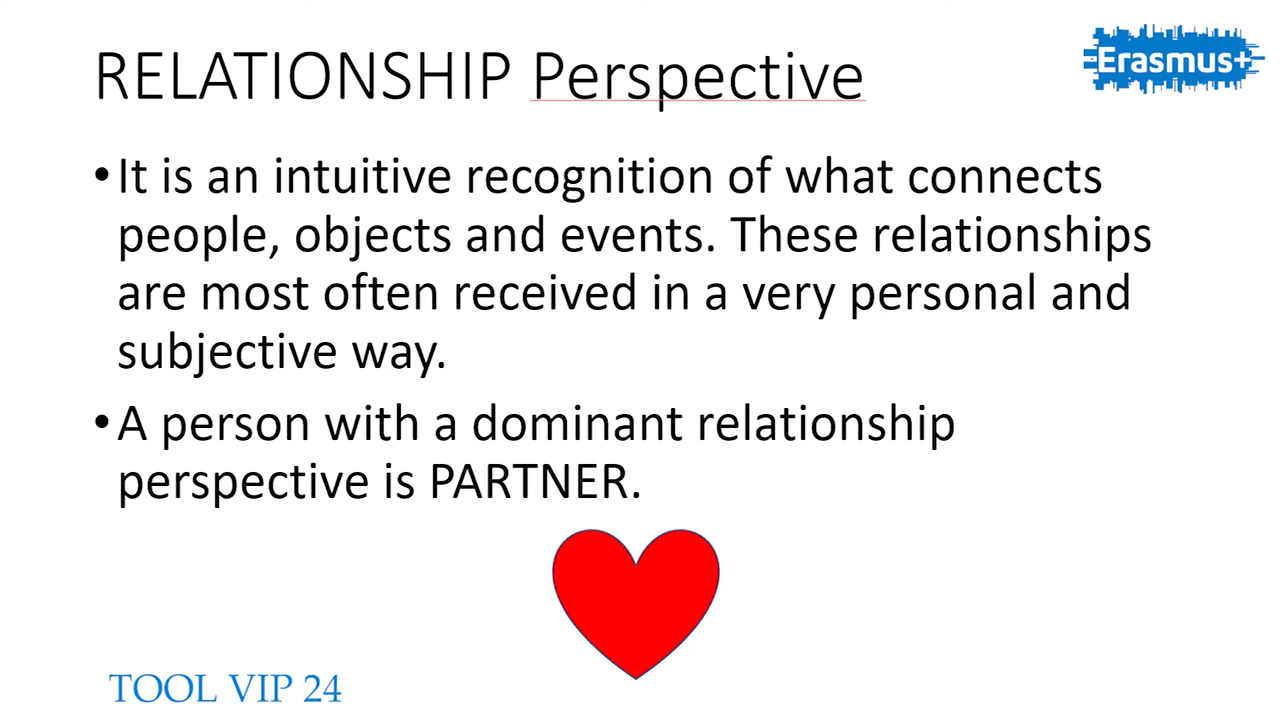 RELATIONSHIP Perspective
Erasmus+
•It is an intuitive recognition of what connects
people, objects and events. These relationships
are most often received in a very personal and
subjective way.
•A person with a dominant relationship
perspective is PARTNER.
TOOL VIP 24